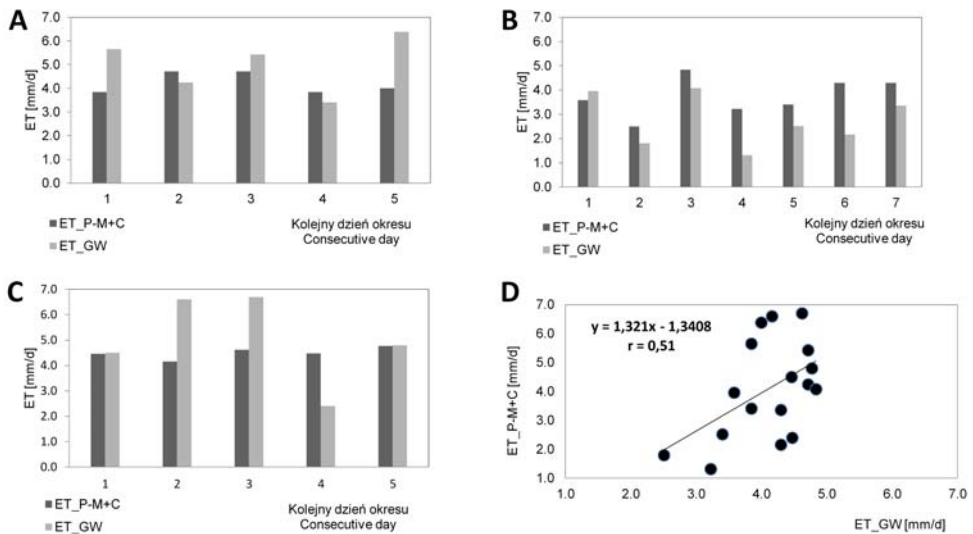 A
7.0
6.0
5.0
4.0
3.0
2.0
1.0
0.0
ET [mm/d]
1 2 3 4 5
ET_P-M+C
ET_GW
Kolejny dzień okresu
Consecutive day
B
7.0
6.0
5.0
4.0
3.0
2.0
1.0
0.0
ET [mm/d]
1 2 3 4 5 6 7
ET_P-M+C
ET_GW
Kolejny dzień okresu
Consecutive day
C
7.0
6.0
5.0
4.0
3.0
2.0
1.0
0.0
ET [mm/d]
1 2 3 4 5
ET_P-M+C
ET_GW
Kolejny dzień okresu
Consecutive day
D
7.0
6.0
5.0
4.0
3.0
2.0
1.0
ET_P-M+C [mm/d]
y = 1,321x - 1,3408
r = 0,51
1.0 2.0 3.0 4.0 5.0 6.0 7.0
ET_GW [mm/d]